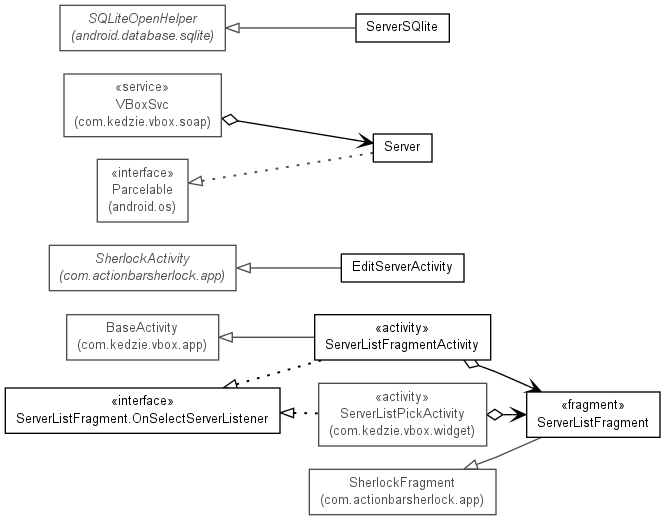 SQLiteOpenHelper
(android.database.sqlite)
ServerSQlite
«service»
VBoxSvc
(com.kedzie.vbox.soap)
Server
«interface»
Parcelable
(android.os)
SherlockActivity
(com.actionbarsherlock.app)
EditServerActivity
BaseActivity
(com.kedzie.vbox.app)
«activity»
ServerListFragmentActivity
«interface»
ServerListFragment.OnSelectServerListener
«activity»
ServerListPickActivity
(com.kedzie.vbox.widget)
«fragment»
ServerListFragment
SherlockFragment
(com.actionbarsherlock.app)